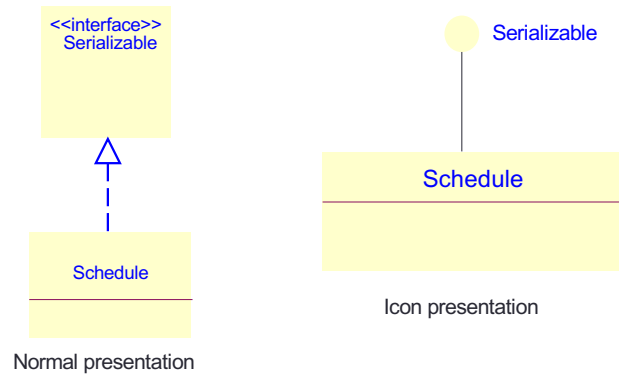 <<interface>>
Serializable
Schedule
Normal presentation
Serializable
Schedule
Icon presentation